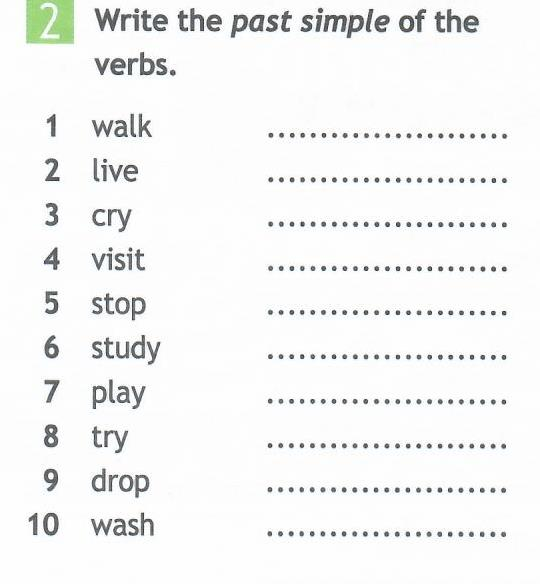 2 Write the past simple of the
verbs.
1 walk ........................
2 live ........................
3 cry ........................
4 visit ........................
5 stop ........................
6 study ........................
7 play ........................
8 try ........................
9 drop ........................
10 wash ........................